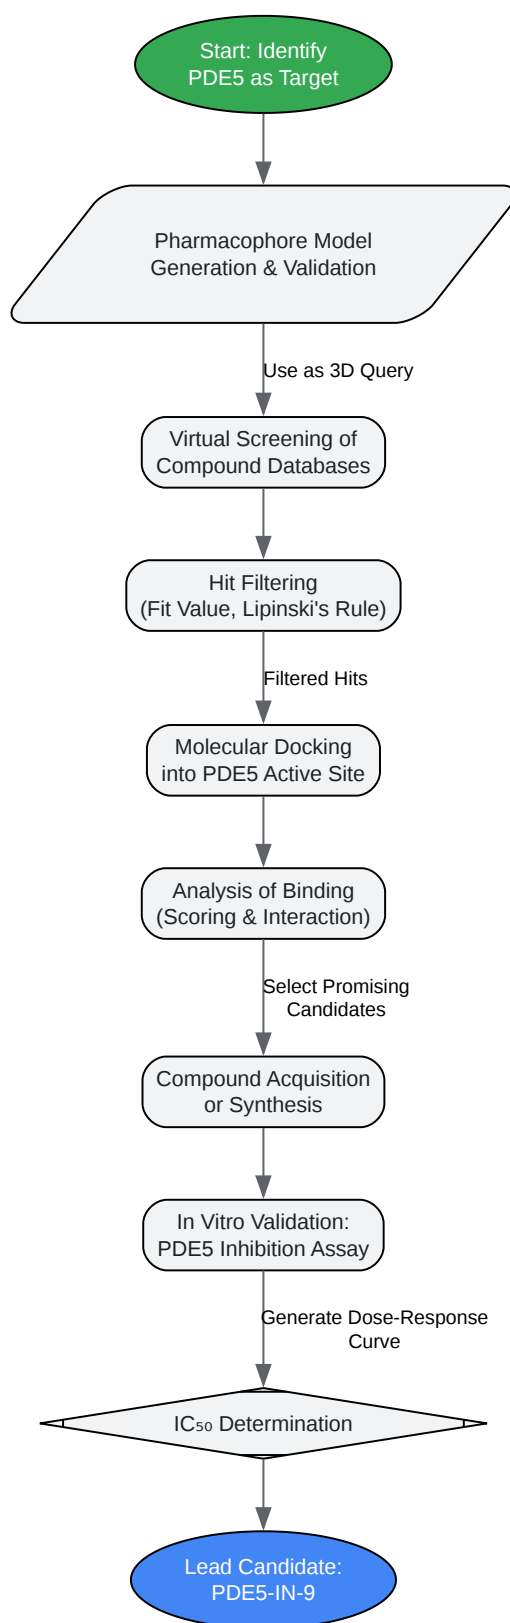 Start: Identify
PDE5 as Target
Pharmacophore Model
Generation & Validation
Use as 3D Query
Virtual Screening of
Compound Databases
Hit Filtering
(Fit Value, Lipinski's Rule)
Filtered Hits
Molecular Docking
into PDE5 Active Site
Analysis of Binding
(Scoring & Interaction)
Select Promising
Candidates
Compound Acquisition
or Synthesis
In Vitro Validation:
PDE5 Inhibition Assay
Generate Dose-Response
Curve
IC₅₀ Determination
Lead Candidate:
PDE5-IN-9